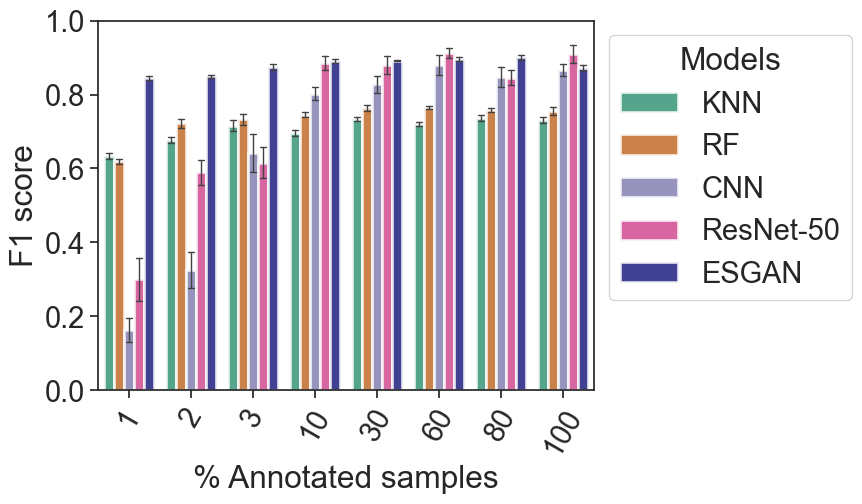 1.0
0.8
0.6
0.4
0.2
0.0
F1 score
1 2 3 10 30 60 80 100
% Annotated samples
Models
KNN
RF
CNN
ResNet-50
ESGAN